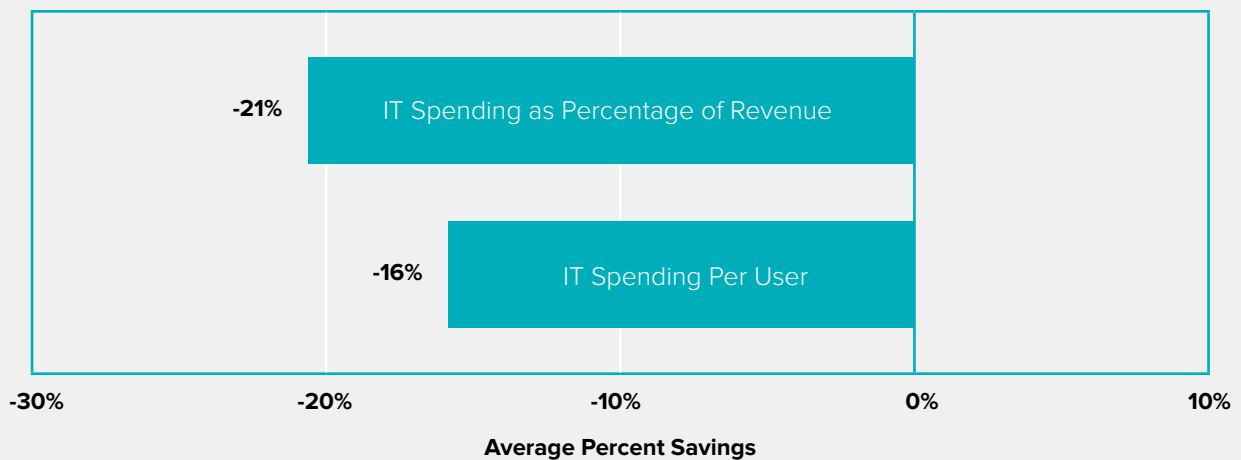 -21%
IT Spending as Percentage of Revenue
-16%
IT Spending Per User
-30%
-20%
-10%
0%
10%
Average Percent Savings